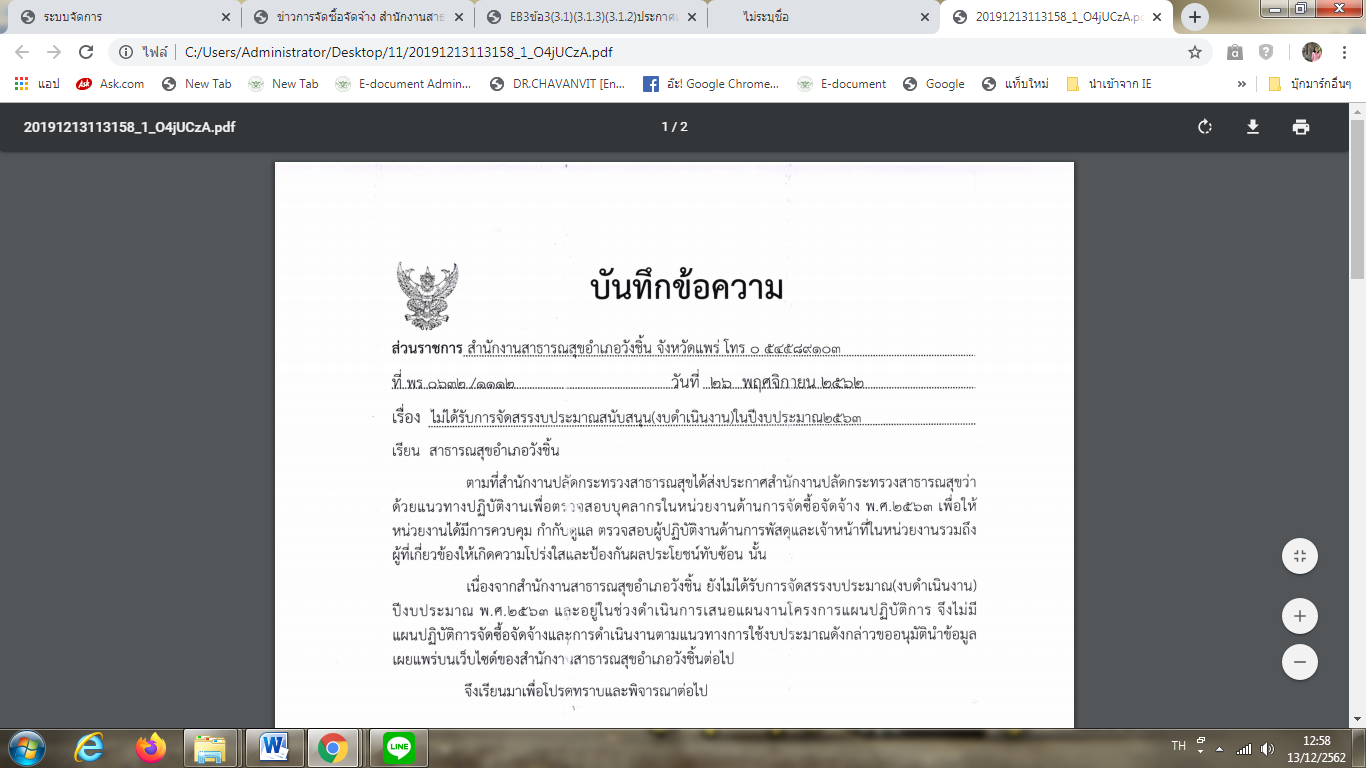 ระบบจัดการ
ข่าวการจัดซื้อจัดจ้าง สำนักงานสาธ
EB3ข้อ3(3.1)(3.1.3)(3.1.2)ประกาศ
ไม่ระบุชื่อ
20191213113158_1_O4jUCzA.pd
ไฟล์
C:/Users/Administrator/Desktop/11/20191213113158_1_O4jUCzA.pdf
แอป
Ask
Ask.com
New Tab
New Tab
E-document Admin...
DR.CHAVANVIT [En...
อ๊ะ! Google Chrome...
E-document
Google
แท็บใหม่
นำเข้าจาก IE
»
บุ๊กมาร์กอื่นๆ
20191213113158_1_O4jUCzA.pdf
1 / 2
บันทึกข้อความ
ส่วนราชการ สำนักงานสาธารณสุขอำเภอวังชิ้น จังหวัดแพร่ โทร ๐ ๕๔๕๘๙๑๐๓
ที่ พร ๐๖๓๒ /๑๑๑๒ วันที่ ๒๖ พฤศจิกายน ๒๕๖๒
เรื่อง ไม่ได้รับการจัดสรรงบประมาณสนับสนุน(งบดำเนินงาน)ในปีงบประมาณ๒๕๖๓
เรียน สาธารณสุขอำเภอวังชิ้น
ตามที่สำนักงานปลัดกระทรวงสาธารณสุขได้ส่งประกาศสำนักงานปลัดกระทรวงสาธารณสุขว่า
ด้วยแนวทางปฏิบัติงานเพื่อตรวจสอบบุคลากรในหน่วยงานด้านการจัดซื้อจัดจ้าง พ.ศ.๒๕๖๓ เพื่อให้
หน่วยงานได้มีการควบคุม กำกับดูแล ตรวจสอบผู้ปฏิบัติงานด้านการพัสดุและเจ้าหน้าที่ในหน่วยงานรวมถึง
ผู้ที่เกี่ยวข้องให้เกิดความโปร่งใสและป้องกันผลประโยชน์ทับซ้อน นั้น
เนื่องจากสำนักงานสาธารณสุขอำเภอวังชิ้น ยังไม่ได้รับการจัดสรรงบประมาณ(งบดำเนินงาน)
ปีงบประมาณ พ.ศ.๒๕๖๓ และอยู่ในช่วงดำเนินการเสนอแผนงานโครงการแผนปฏิบัติการ จึงไม่มี
แผนปฏิบัติการจัดซื้อจัดจ้างและการดำเนินงานตามแนวทางการใช้งบประมาณดังกล่าวขออนุมัตินำข้อมูล
เผยแพร่บนเว็บไซต์ของสำนักงานสาธารณสุขอำเภอวังชิ้นต่อไป
จึงเรียนมาเพื่อโปรดทราบและพิจารณาต่อไป
LINE
TH
12:58
13/12/2562